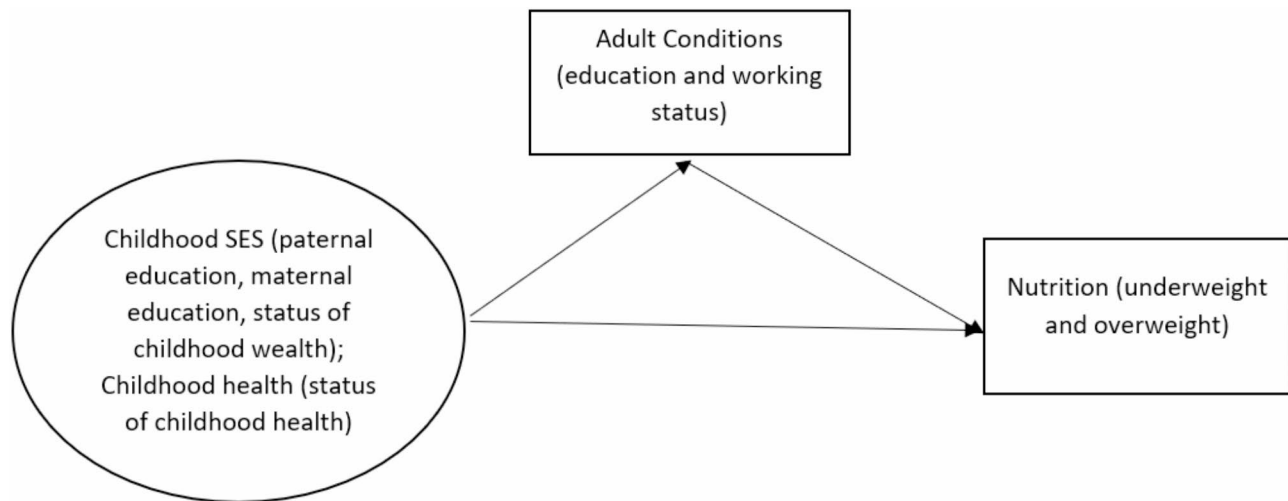 Adult Conditions
(education and working
status)
Childhood SES (paternal
education, maternal
education, status of
childhood wealth);
Childhood health (status
of childhood health)
Nutrition (underweight
and overweight)